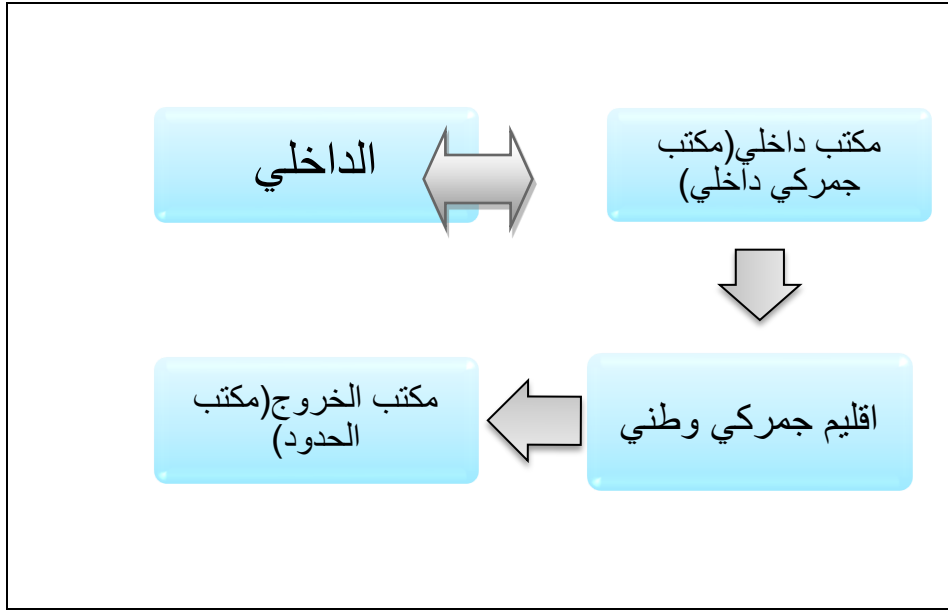 مكتب داخلي(مكتب
جمركي داخلي)
الداخلي
اقليم جمركي وطني
مكتب الخروج(مكتب
الحدود)